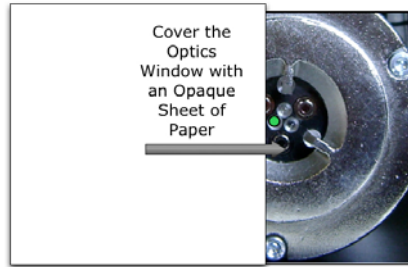 Cover the
Optics
Window with
an Opaque
Sheet of
Paper